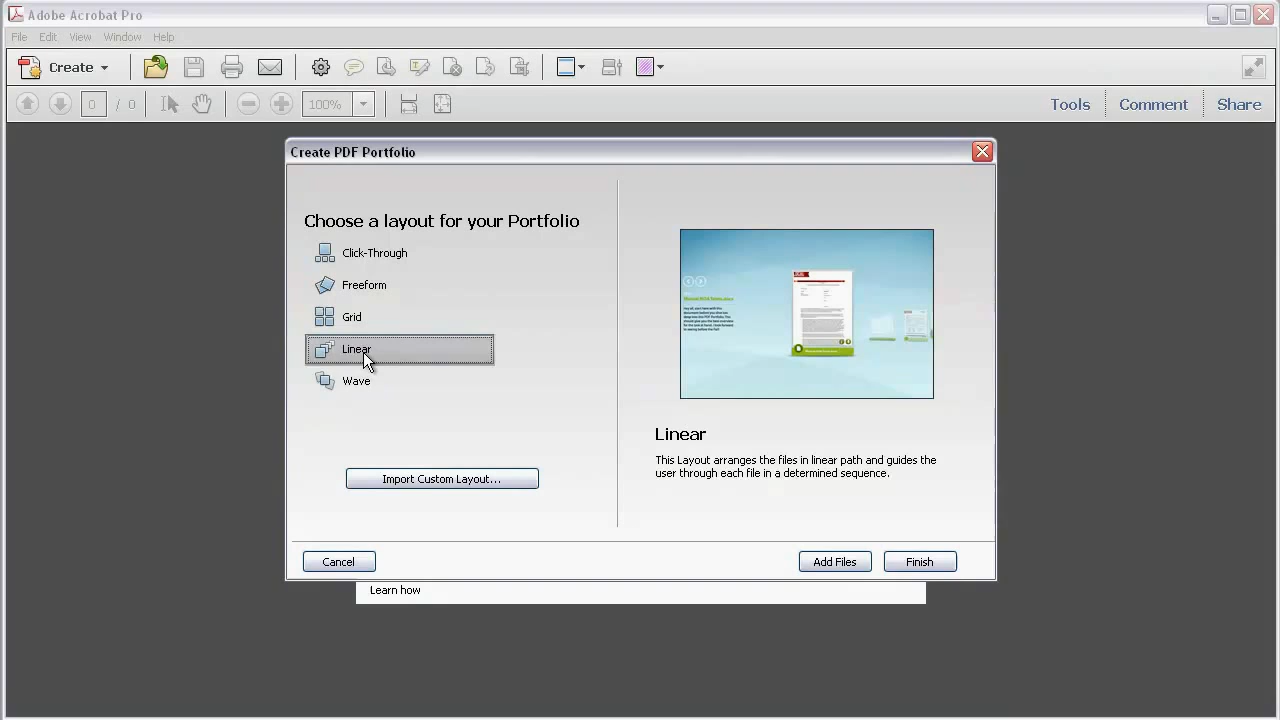 Adobe Acrobat Pro
File Edit View Window Help
Create
0 / 0 100% Tools Comment Share
Create PDF Portfolio
Choose a layout for your Portfolio
Click-Through
Freeform
Grid
Linear
Wave
Import Custom Layout...
Linear
This Layout arranges the files in linear path and guides the
user through each file in a determined sequence.
Cancel Add Files Finish
Learn how